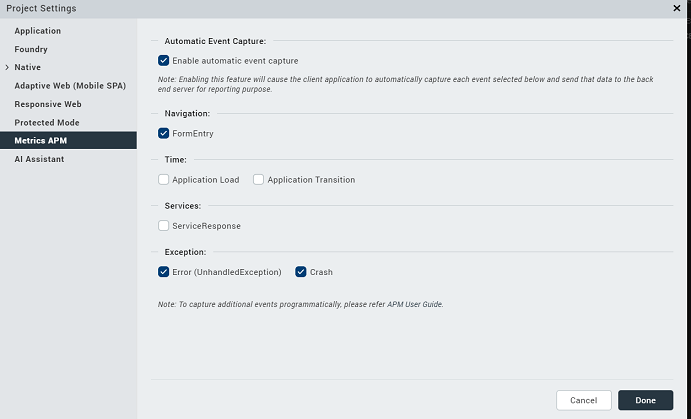 Project Settings
Application
Foundry
Native
Adaptive Web (Mobile SPA)
Responsive Web
Protected Mode
Metrics APM
AI Assistant
Automatic Event Capture:
Enable automatic event capture
Note: Enabling this feature will cause the client application to automatically capture each event selected below and send that data to the back
end server for reporting purpose.
Navigation:
FormEntry
Time:
Application Load Application Transition
Services:
ServiceResponse
Exception:
Error (UnhandledException) Crash
Note: To capture additional events programmatically, please refer APM User Guide.
Cancel Done